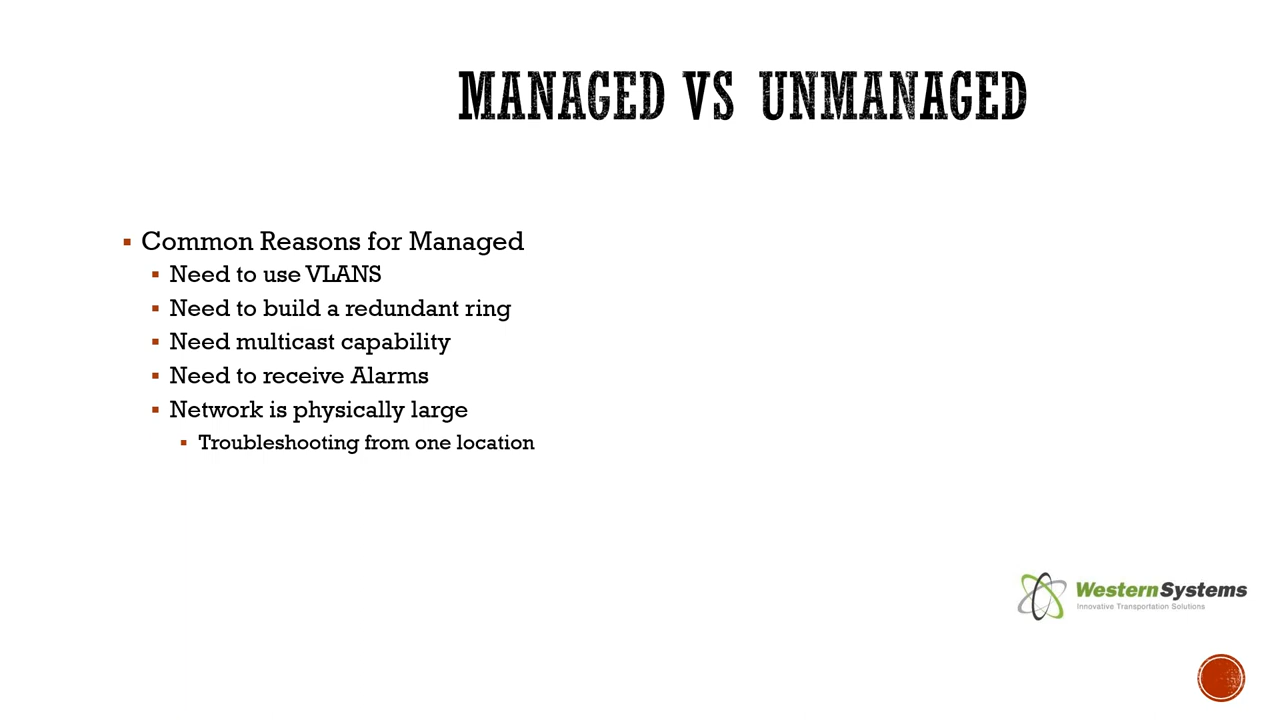 MANAGED VS UNMANAGED
Common Reasons for Managed
Need to use VLANS
Need to build a redundant ring
Need multicast capability
Need to receive Alarms
Network is physically large
Troubleshooting from one location
WesternSystems
Innovative Transportation Solutions